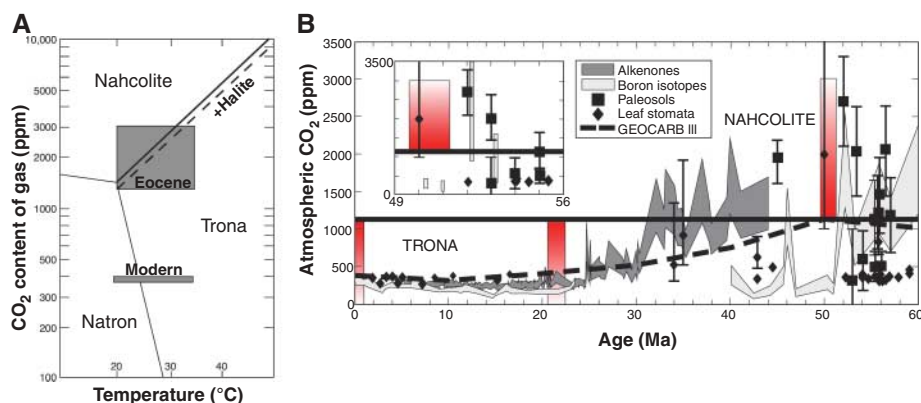 A
CO2 content of gas (ppm)
10,000
5000
3000
2000
1000
500
400
300
200
100
Nahcolite
+Halite
Eocene
Trona
Modern
Natron
20
30
40
Temperature (°C)
B
Atmospheric CO2 (ppm)
3500
3000
2500
2000
1500
1000
500
0
3500
0
49
56
Alkenones
Boron isotopes
Paleosols
Leaf stomata
GEOCARB III
NAHCOLITE
TRONA
0
10
20
30
40
50
60
Age (Ma)